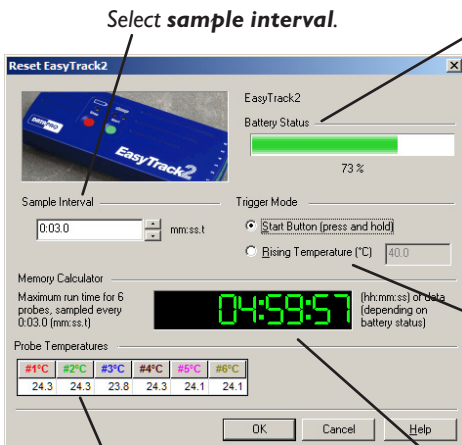 Select sample interval.
Reset EasyTrack2
EasyTrack2
Battery Status
73 %
DATAPAQ
EasyTrack2
Sample Interval
0:03.0 mm:ss.t
Trigger Mode
Start Button (press and hold)
Rising Temperature (°C) 40.0
Memory Calculator
Maximum run time for 6
probes, sampled every
0:03.0 (mm:ss.t)
04:59:57
(hh:mm:ss) of data
(depending on
battery status)
Probe Temperatures
#1°C #2°C #3°C #4°C #5°C #6°C
24.3 24.3 23.8 24.3 24.1 24.1
OK Cancel Help